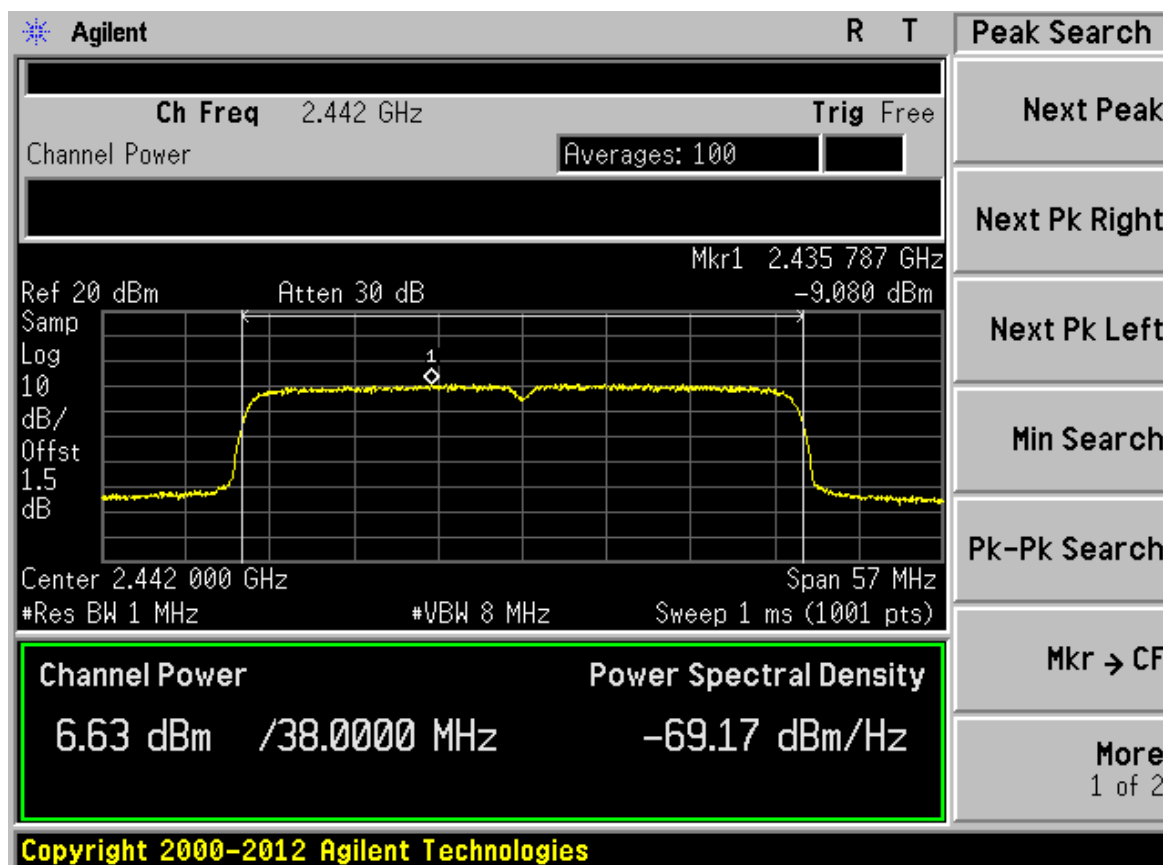 Agilent R T
Peak Search
Ch Freq 2.442 GHz Trig Free
Channel Power Averages: 100
Mkr1 2.435 787 GHz
Ref 20 dBm Atten 30 dB -9.080 dBm
Samp
Log
10
dB/
Offst
1.5
dB
1
Center 2.442 000 GHz Span 57 MHz
#Res BW 1 MHz #VBW 8 MHz Sweep 1 ms (1001 pts)
Channel Power Power Spectral Density
6.63 dBm /38.0000 MHz -69.17 dBm/Hz
Next Peak
Next Pk Right
Next Pk Left
Min Search
Pk-Pk Search
Mkr → CF
More
1 of 2
Copyright 2000-2012 Agilent Technologies